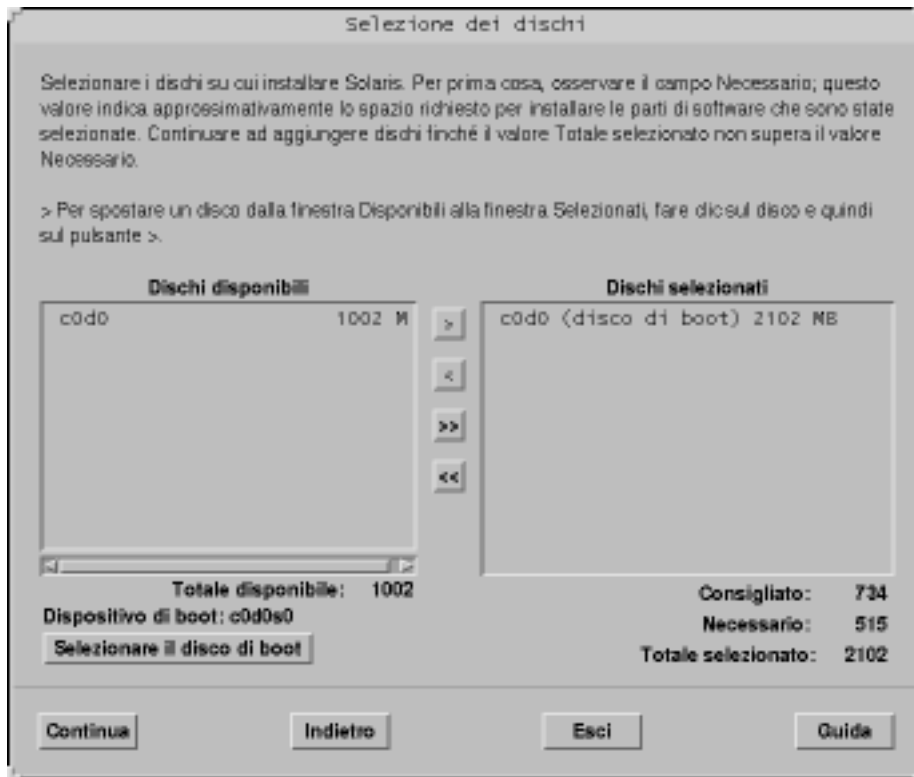 Selezione dei dischi
Selezionare i dischi su cui installare Solaris. Per prima cosa, osservare il campo Necessario; questo
valore indica approssimativamente lo spazio richiesto per installare le parti di software che sono state
selezionate. Continuare ad aggiungere dischi finché il valore Totale selezionato non supera il valore
Necessario.
> Per spostare un disco dalla finestra Disponibili alla finestra Selezionati, fare clic sul disco e quindi
sul pulsante >.
Dischi disponibili
Dischi selezionati
c0d0 1002 M
>
c0d0 (disco di boot) 2102 MB
<
>>
<<
Totale disponibile: 1002
Consigliato: 734
Dispositivo di boot: c0d0s0
Necessario: 515
Selezionare il disco di boot
Totale selezionato: 2102
Continua
Indietro
Esci
Guida